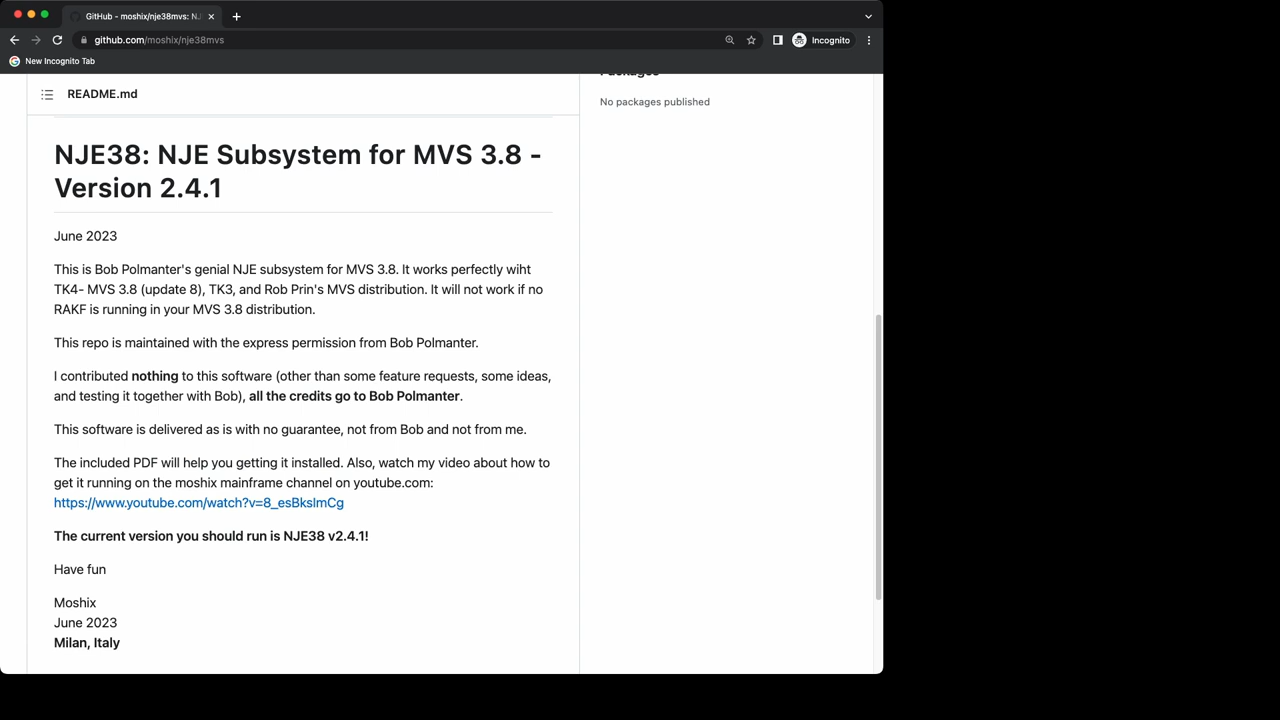 GitHub - moshix/nje38mvs: NJ
github.com/moshix/nje38mvs
Incognito
New Incognito Tab
Packages
README.md
No packages published
NJE38: NJE Subsystem for MVS 3.8 -
Version 2.4.1
June 2023
This is Bob Polmanter's genial NJE subsystem for MVS 3.8. It works perfectly wiht
TK4- MVS 3.8 (update 8), TK3, and Rob Prin's MVS distribution. It will not work if no
RAKF is running in your MVS 3.8 distribution.
This repo is maintained with the express permission from Bob Polmanter.
I contributed nothing to this software (other than some feature requests, some ideas,
and testing it together with Bob), all the credits go to Bob Polmanter.
This software is delivered as is with no guarantee, not from Bob and not from me.
The included PDF will help you getting it installed. Also, watch my video about how to
get it running on the moshix mainframe channel on youtube.com:
https://www.youtube.com/watch?v=8_esBkslmCg
The current version you should run is NJE38 v2.4.1!
Have fun
Moshix
June 2023
Milan, Italy